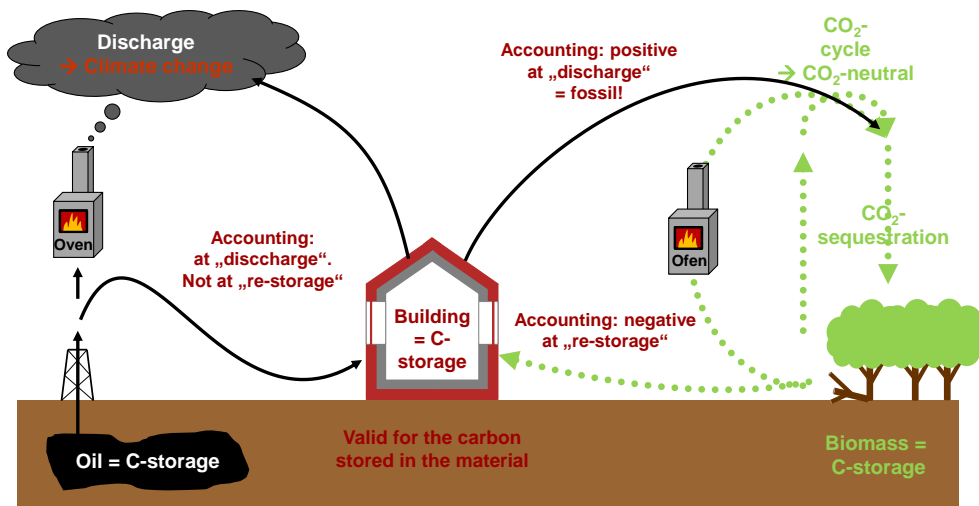 Discharge
→ Climate change
Accounting: positive
at „discharge“
= fossil!
CO₂-
cycle
→ CO₂-neutral
Oven
Accounting:
at „disccharge“.
Not at „re-storage“
Ofen
CO₂-
sequestration
Building
= C-
storage
Accounting: negative
at „re-storage“
Oil = C-storage
Valid for the carbon
stored in the material
Biomass =
C-storage